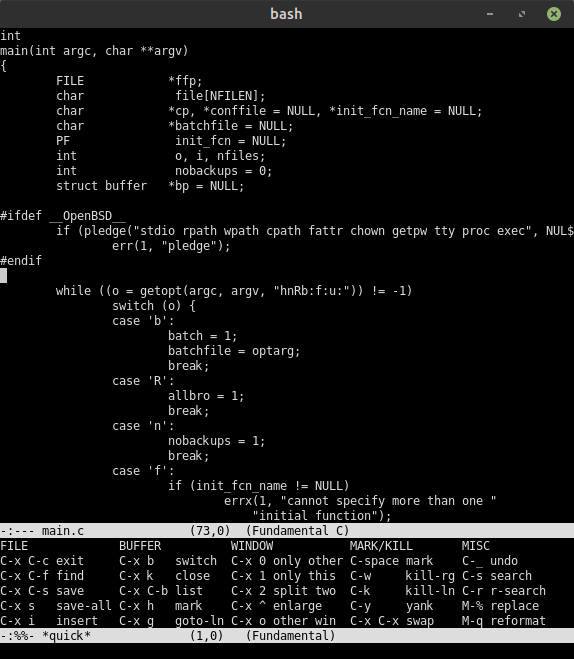 bash
int
main(int argc, char **argv)
{
        FILE            *ffp;
        char             file[NFILEN];
        char            *cp, *conffile = NULL, *init_fcn_name = NULL;
        char            *batchfile = NULL;
        PF               init_fcn = NULL;
        int              o, i, nfiles;
        int              nobackups = 0;
        struct buffer   *bp = NULL;

#ifdef __OpenBSD__
        if (pledge("stdio rpath wpath cpath fattr chown getpw tty proc exec", NUL$
                err(1, "pledge");
#endif

        while ((o = getopt(argc, argv, "hnRb:f:u:")) != -1)
                switch (o) {
                case 'b':
                        batch = 1;
                        batchfile = optarg;
                        break;
                case 'R':
                        allbro = 1;
                        break;
                case 'n':
                        nobackups = 1;
                        break;
                case 'f':
                        if (init_fcn_name != NULL)
                                errx(1, "cannot specify more than one "
                                    "initial function");
-:--- main.c               (73,0)  (Fundamental C)
FILE             BUFFER          WINDOW           MARK/KILL       MISC
C-x C-c exit     C-x b   switch  C-x 0 only other C-space mark    C-_ undo
C-x C-f find     C-x k   close   C-x 1 only this  C-w     kill-rg C-s search
C-x C-s save     C-x C-b list    C-x 2 split two  C-k     kill-ln C-r r-search
C-x s   save-all C-x h   mark    C-x ^ enlarge    C-y     yank    M-% replace
C-x i   insert   C-x g   goto-ln C-x o other win  C-x C-x swap    M-q reformat
-:%%- *quick*              (1,0)  (Fundamental)